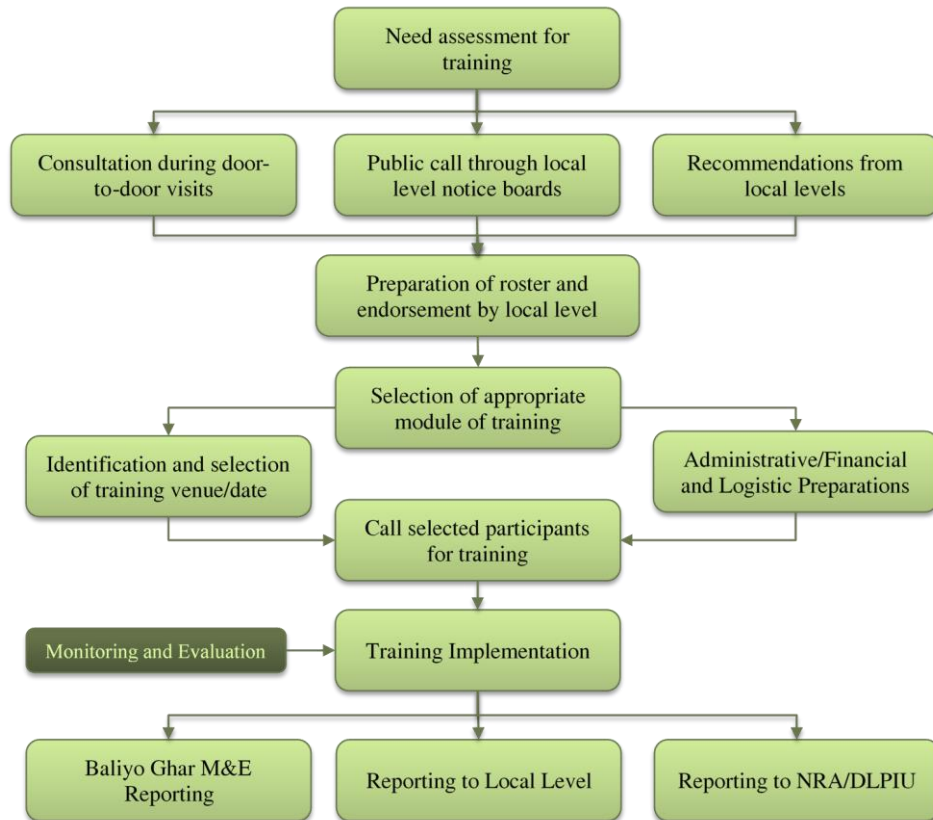 Need assessment for
training
Consultation during door-
to-door visits
Public call through local
level notice boards
Recommendations from
local levels
Preparation of roster and
endorsement by local level
Selection of appropriate
module of training
Identification and selection
of training venue/date
Administrative/Financial
and Logistic Preparations
Call selected participants
for training
Monitoring and Evaluation
Training Implementation
Baliyo Ghar M&E
Reporting
Reporting to Local Level
Reporting to NRA/DLPIU